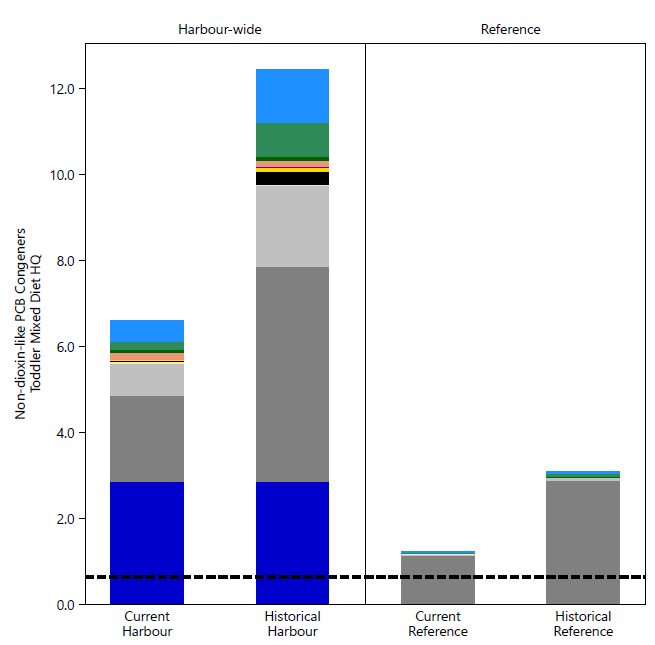 Harbour-wide
Reference
Non-dioxin-like PCB Congeners
Toddler Mixed Diet HQ
12.0
10.0
8.0
6.0
4.0
2.0
0.0
Current
Harbour
Historical
Harbour
Current
Reference
Historical
Reference